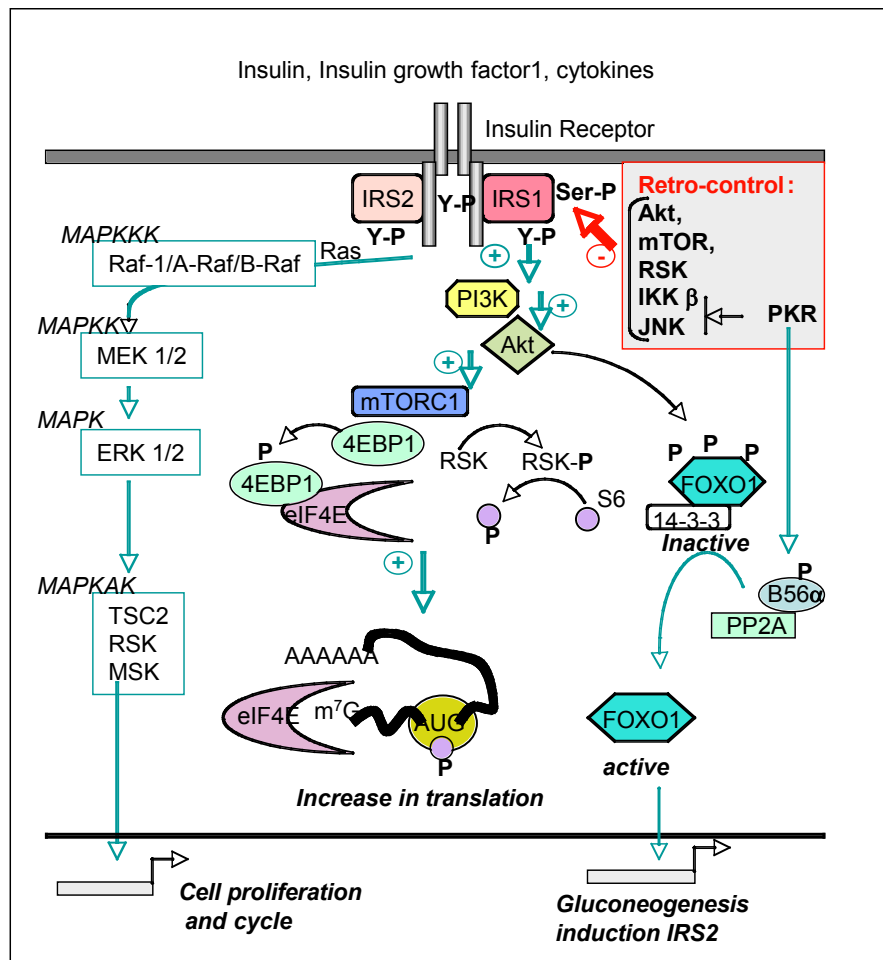 Insulin, Insulin growth factor1, cytokines
Insulin Receptor
IRS2
Y-P
IRS1
Ser-P
Y-P
Y-P
Retro-control :
Akt,
mTOR,
RSK
IKK β
JNK
PKR
-
MAPKKK
Raf-1/A-Raf/B-Raf
Ras
+
PI3K
+
Akt
+
MAPKK
MEK 1/2
mTORC1
MAPK
ERK 1/2
4EBP1
P
4EBP1
eIF4E
RSK
RSK-P
S6
P
P P P
FOXO1
14-3-3
Inactive
+
P
B56α
PP2A
MAPKAK
TSC2
RSK
MSK
AAAAAA
eIF4E
m⁷G
AUG
P
Increase in translation
FOXO1
active
Cell proliferation
and cycle
Gluconeogenesis
induction IRS2